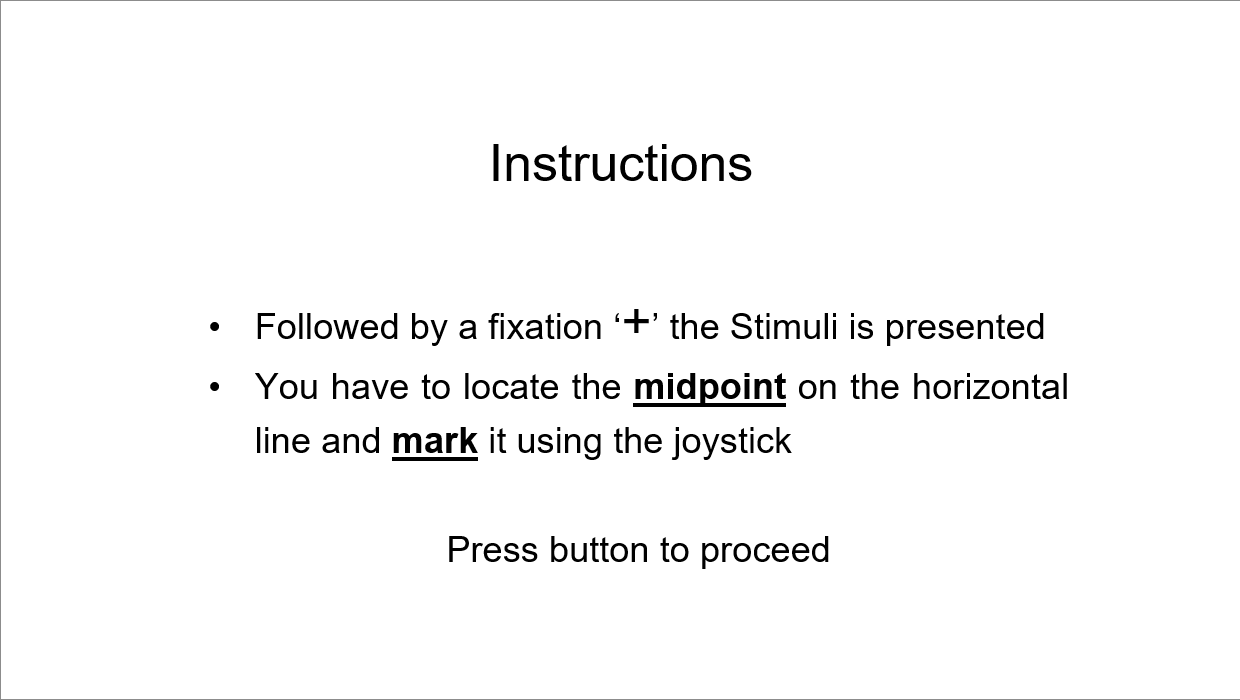 Instructions
• Followed by a fixation ‘+’ the Stimuli is presented
• You have to locate the midpoint on the horizontal
line and mark it using the joystick
Press button to proceed